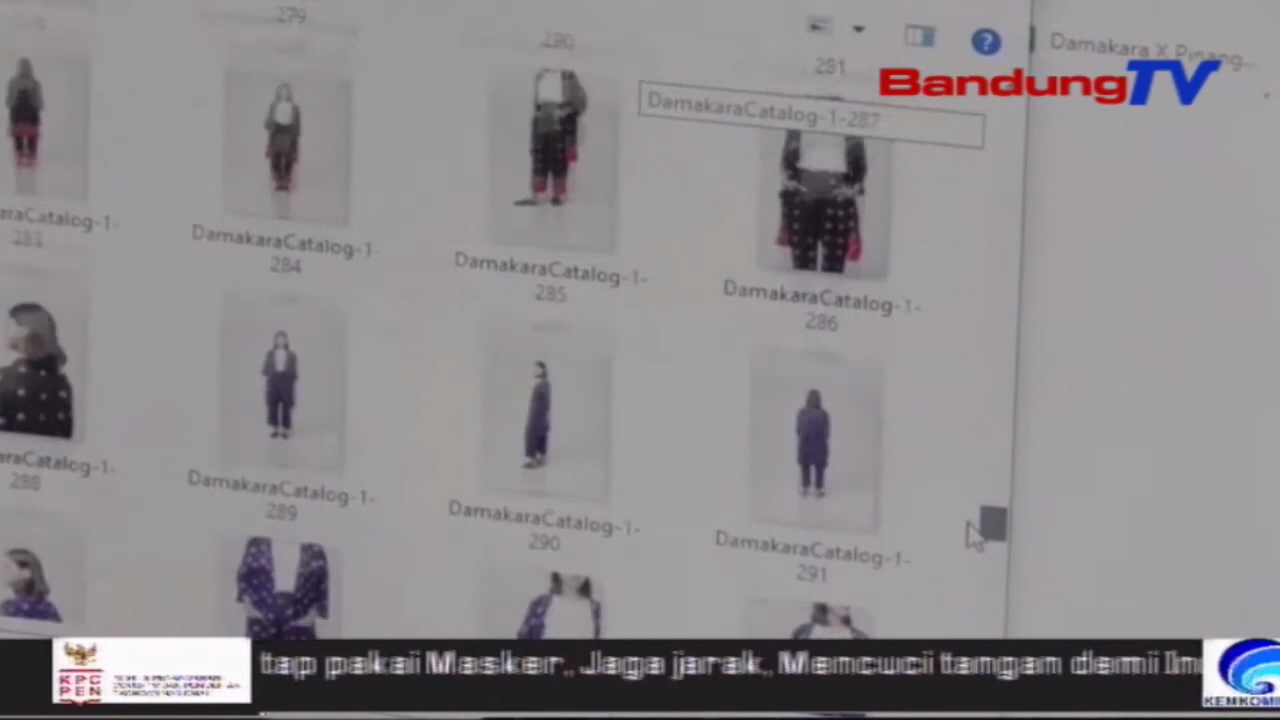 279
280
281
Damakara X Pinang-
BandungTV
DamakaraCatalog-1-287
araCatalog-1-
283
DamakaraCatalog-1-
284
DamakaraCatalog-1-
285
DamakaraCatalog-1-
286
araCatalog-1-
288
DamakaraCatalog-1-
289
DamakaraCatalog-1-
290
DamakaraCatalog-1-
291
KPC
PEN
tap pakai Masker, Jaga jarak, Mencuci tangan demi In
KEMKOMI